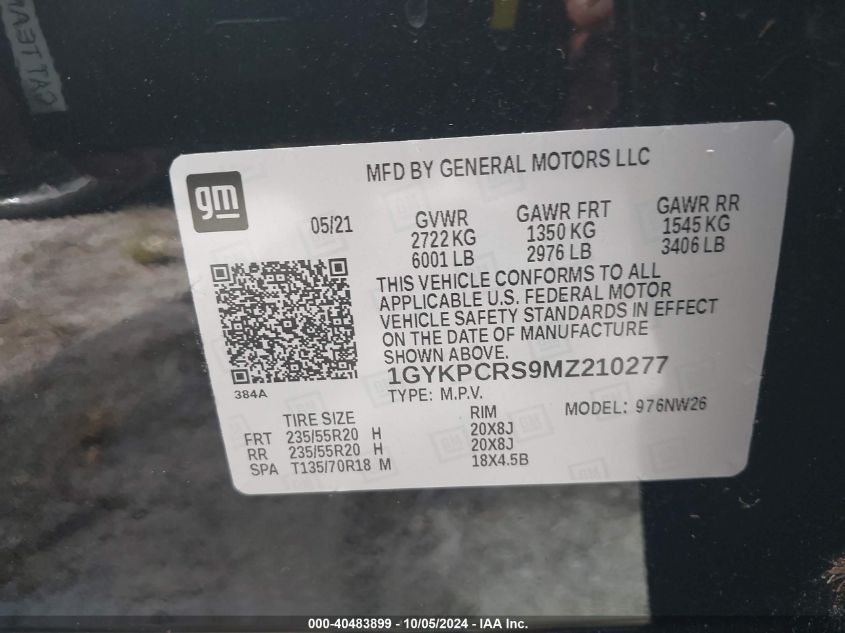 CAT TEAM
MFD BY GENERAL MOTORS LLC
gm
05/21
GVWR
2722 KG
6001 LB
GAWR FRT
1350 KG
2976 LB
GAWR RR
1545 KG
3406 LB
THIS VEHICLE CONFORMS TO ALL
APPLICABLE U.S. FEDERAL MOTOR
VEHICLE SAFETY STANDARDS IN EFFECT
ON THE DATE OF MANUFACTURE
SHOWN ABOVE.
384A
1GYKPCRS9MZ210277
TYPE: M.P.V.
MODEL: 976NW26
TIRE SIZE RIM
FRT 235/55R20 H 20X8J
RR 235/55R20 H 20X8J
SPA T135/70R18 M 18X4.5B
000-40483899 - 10/05/2024 - IAA Inc.